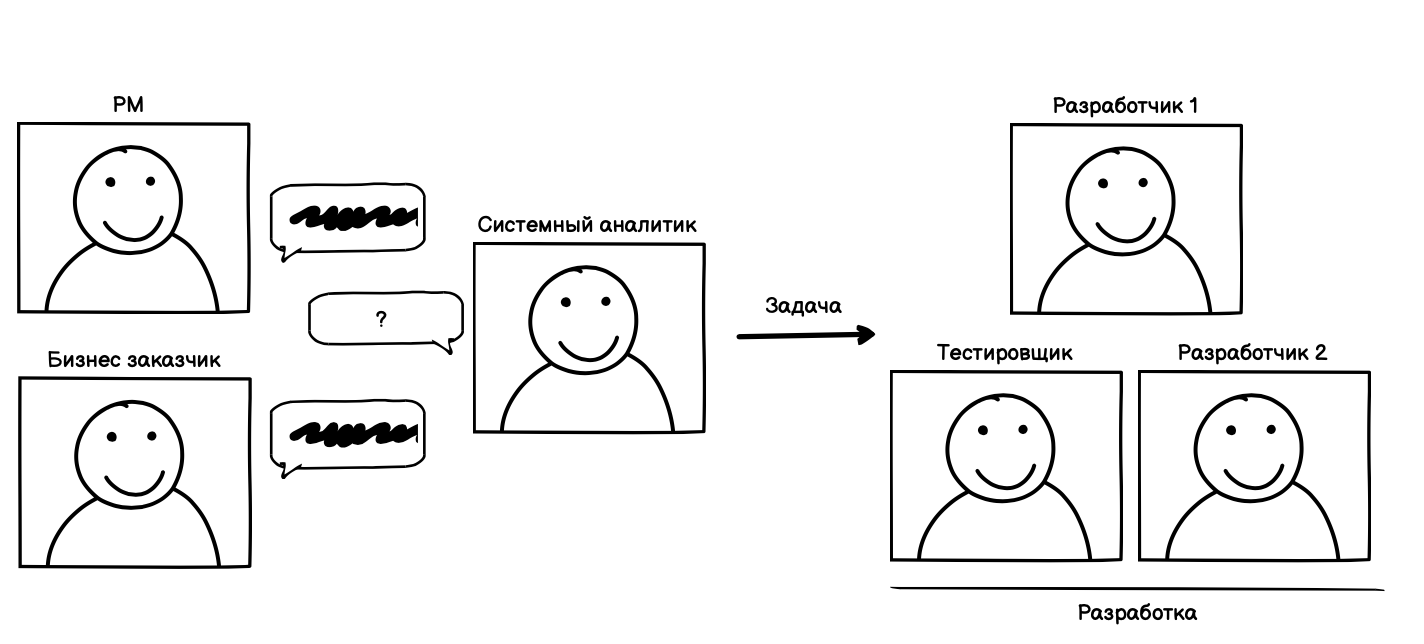 PM
Бизнес заказчик
?
Системный аналитик
Задача
Разработчик 1
Тестировщик
Разработчик 2
Разработка